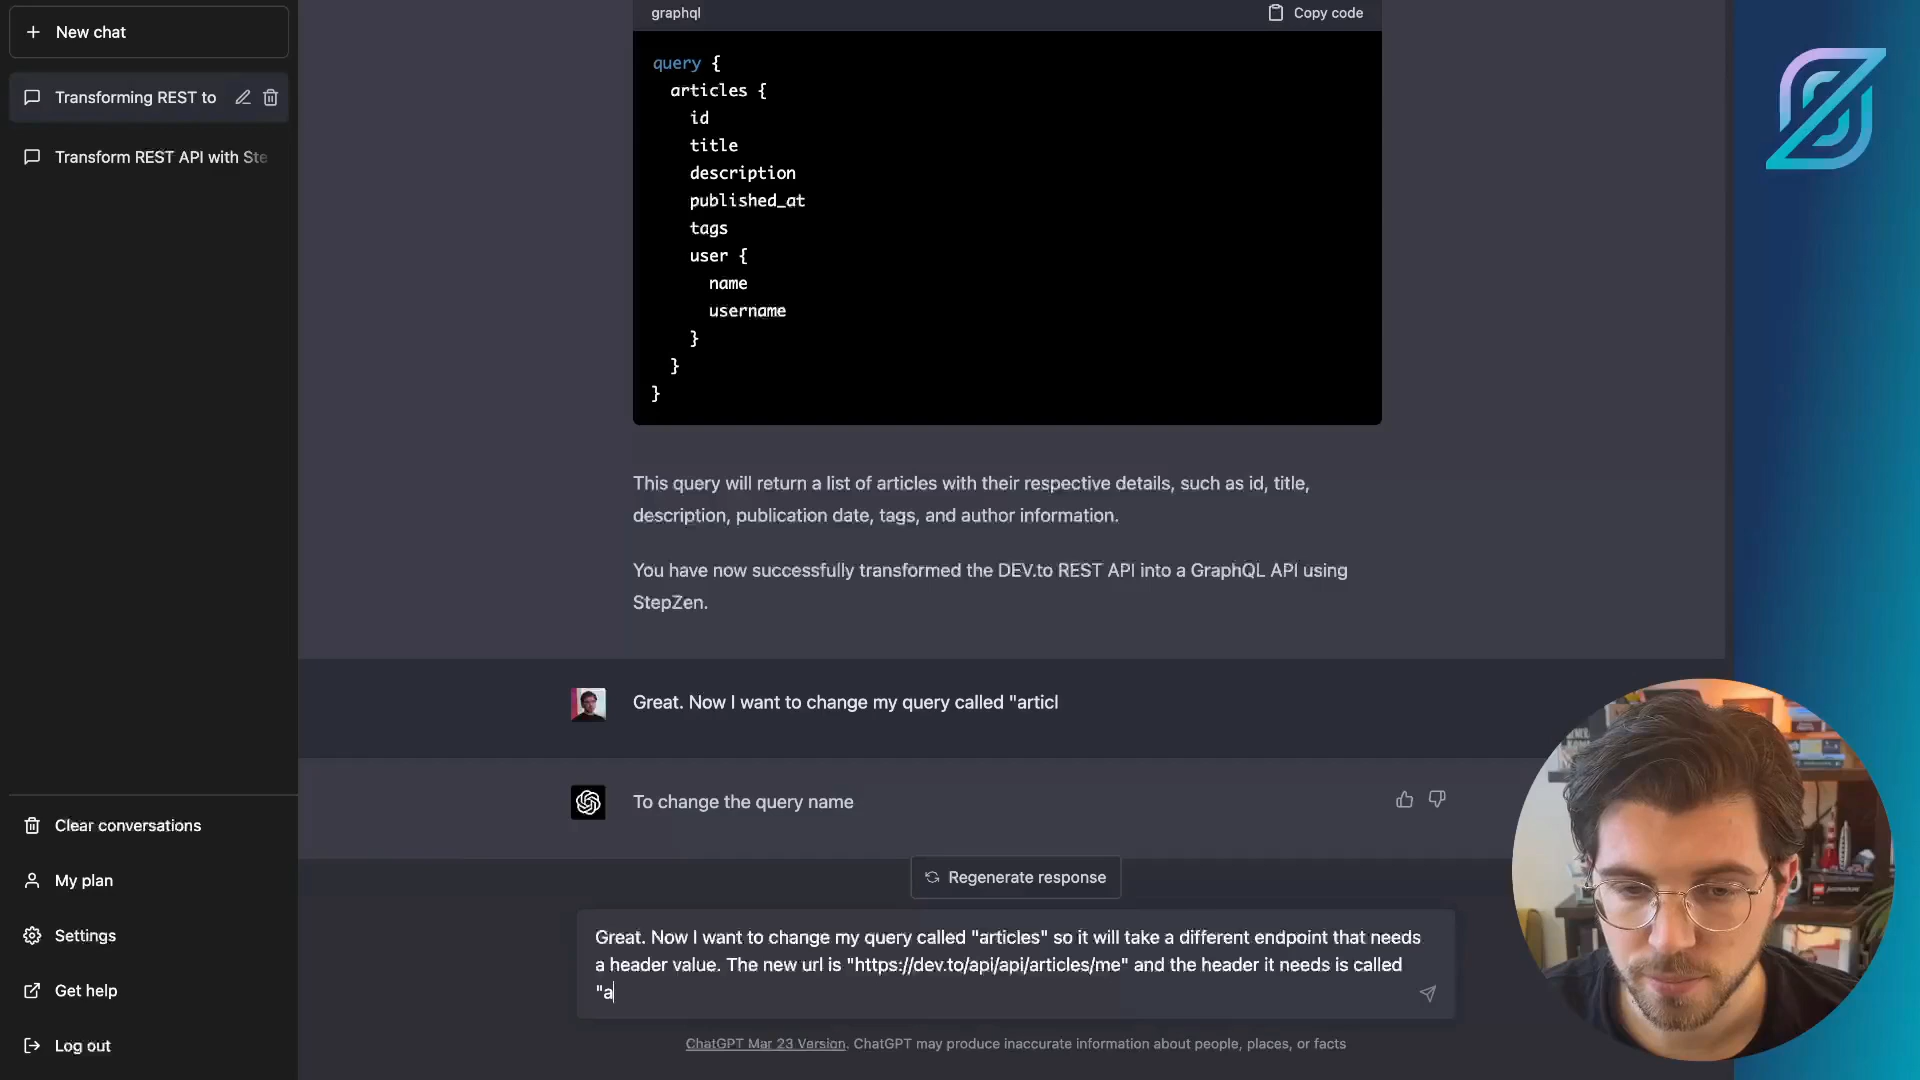 New chat
Transforming REST to
Transform REST API with Ste
Clear conversations
My plan
Settings
Get help
Log out
graphql
Copy code
query {
articles {
id
title
description
published_at
tags
user {
name
username
}
}
}
This query will return a list of articles with their respective details, such as id, title,
description, publication date, tags, and author information.
You have now successfully transformed the DEV.to REST API into a GraphQL API using
StepZen.
Great. Now I want to change my query called "articl
To change the query name
Regenerate response
Great. Now I want to change my query called "articles" so it will take a different endpoint that needs
a header value. The new url is "https://dev.to/api/api/articles/me" and the header it needs is called
"a
ChatGPT Mar 23 Version. ChatGPT may produce inaccurate information about people, places, or facts